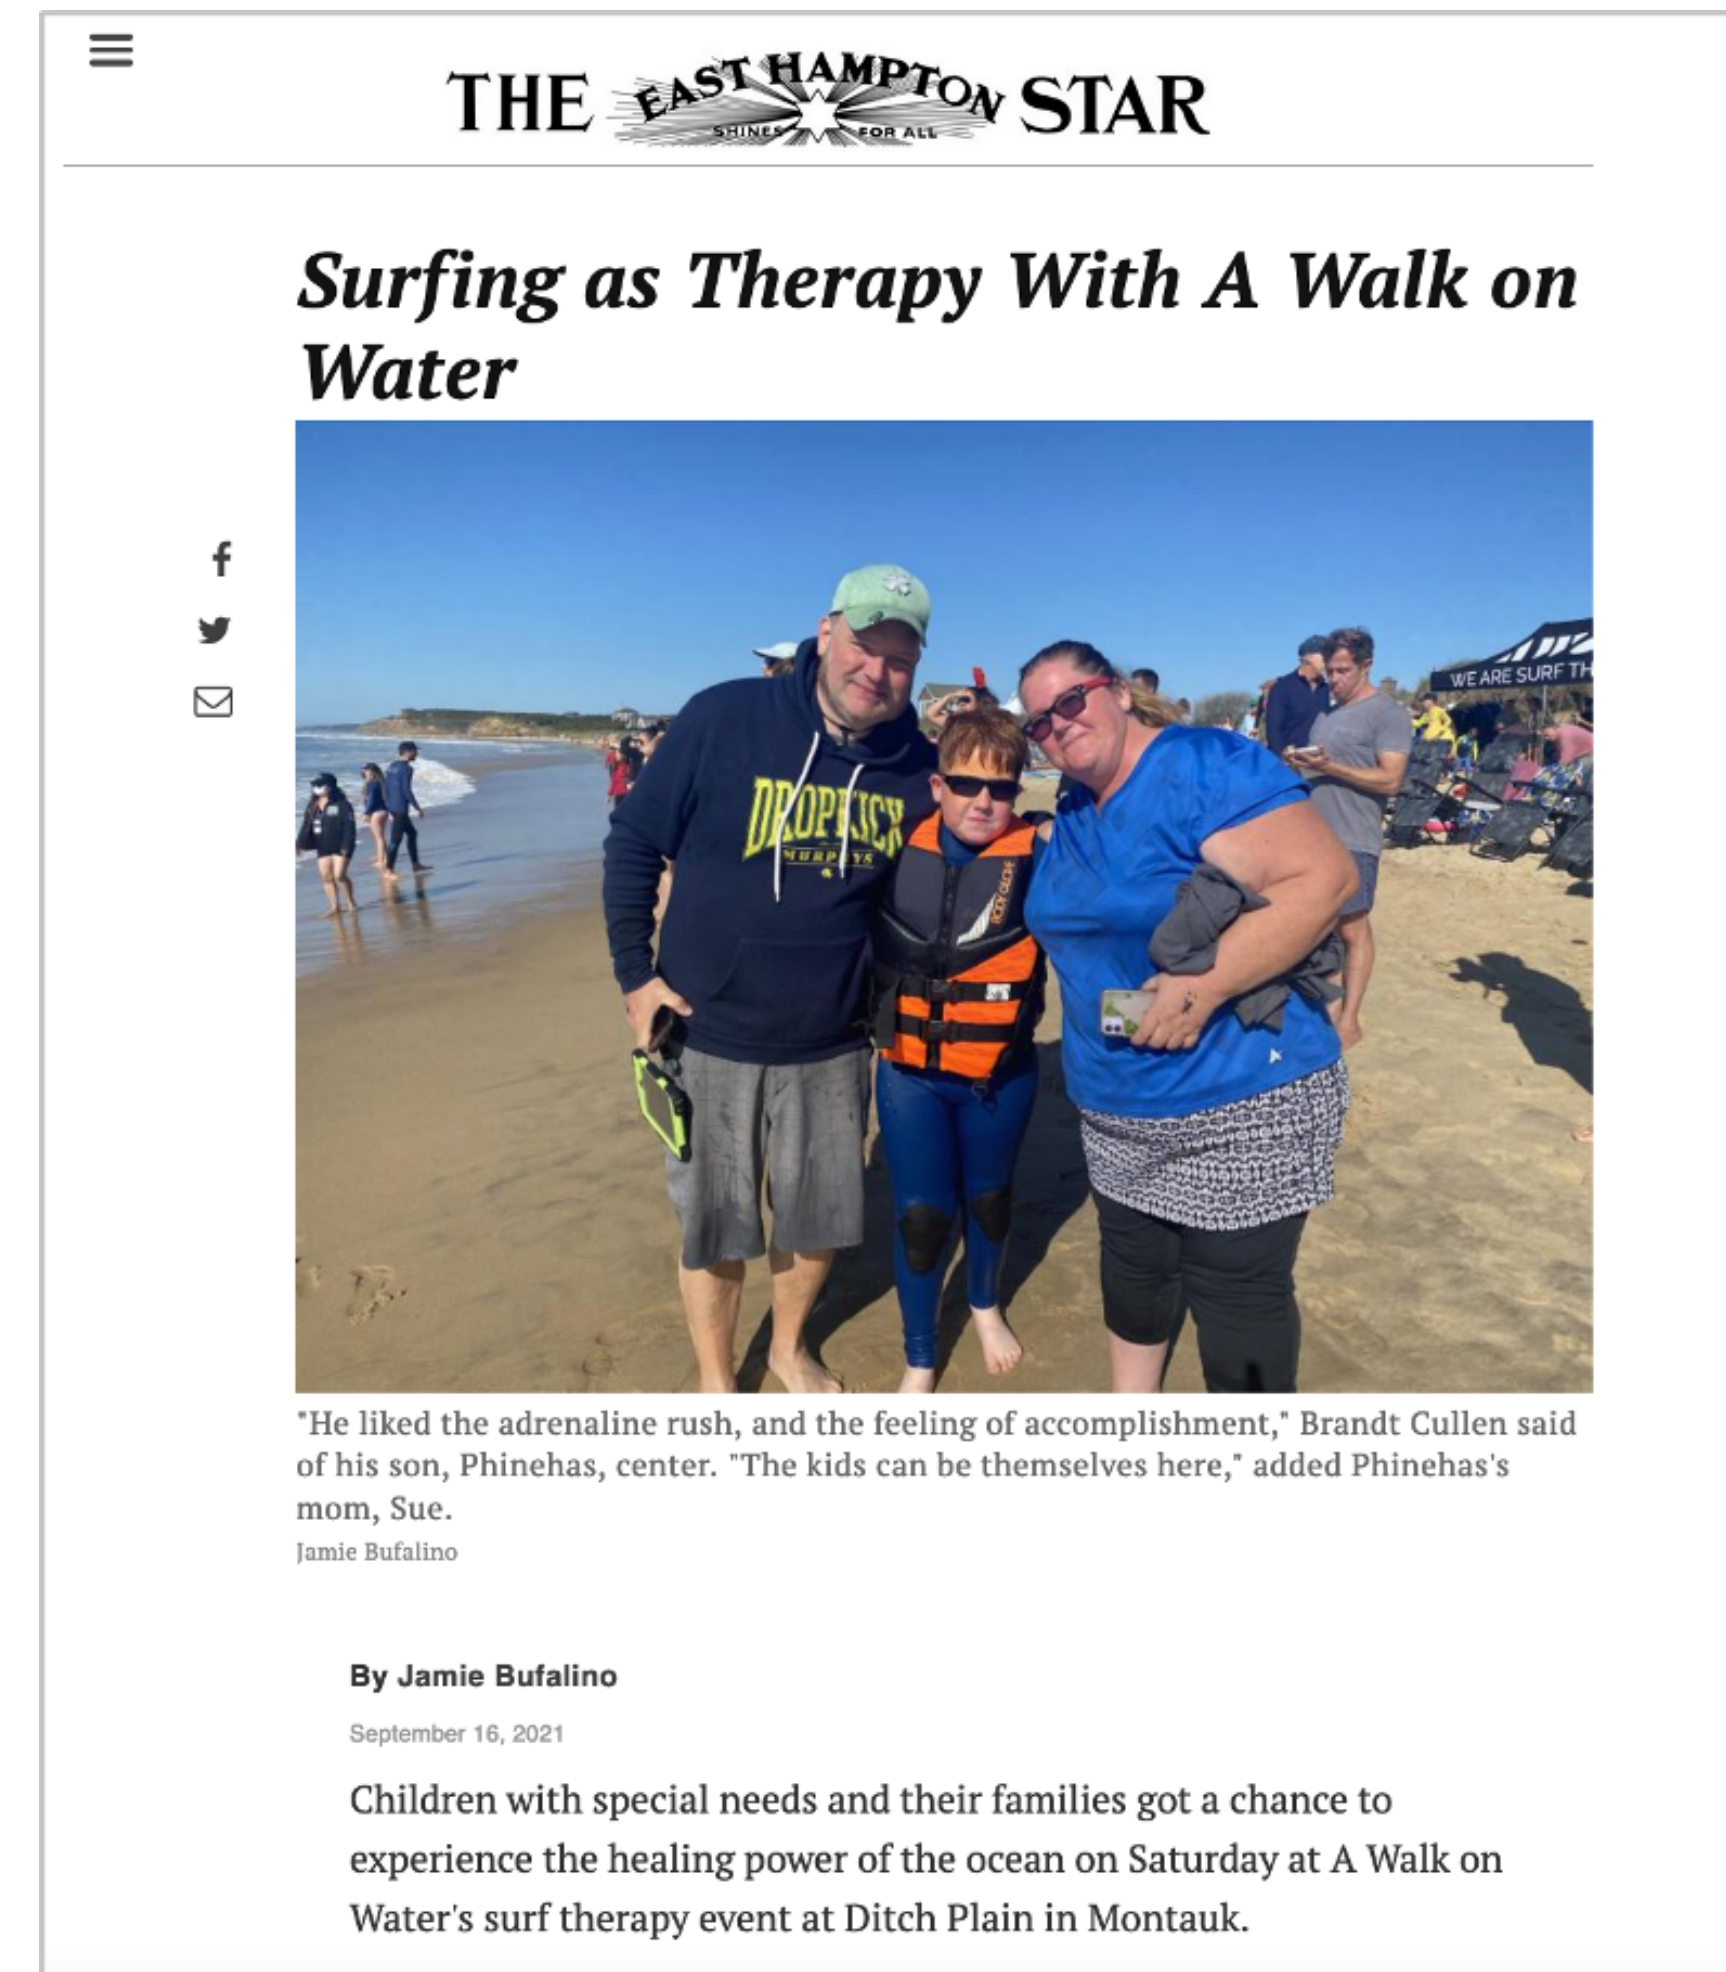 THE EAST HAMPTON STAR
SHINES FOR ALL
Surfing as Therapy With A Walk on
Water
WE ARE SURF TH
DROPKICK
MURPHYS
BODY GLOVE
"He liked the adrenaline rush, and the feeling of accomplishment," Brandt Cullen said
of his son, Phinehas, center. "The kids can be themselves here," added Phinehas's
mom, Sue.
Jamie Bufalino
By Jamie Bufalino
September 16, 2021
Children with special needs and their families got a chance to
experience the healing power of the ocean on Saturday at A Walk on
Water's surf therapy event at Ditch Plain in Montauk.